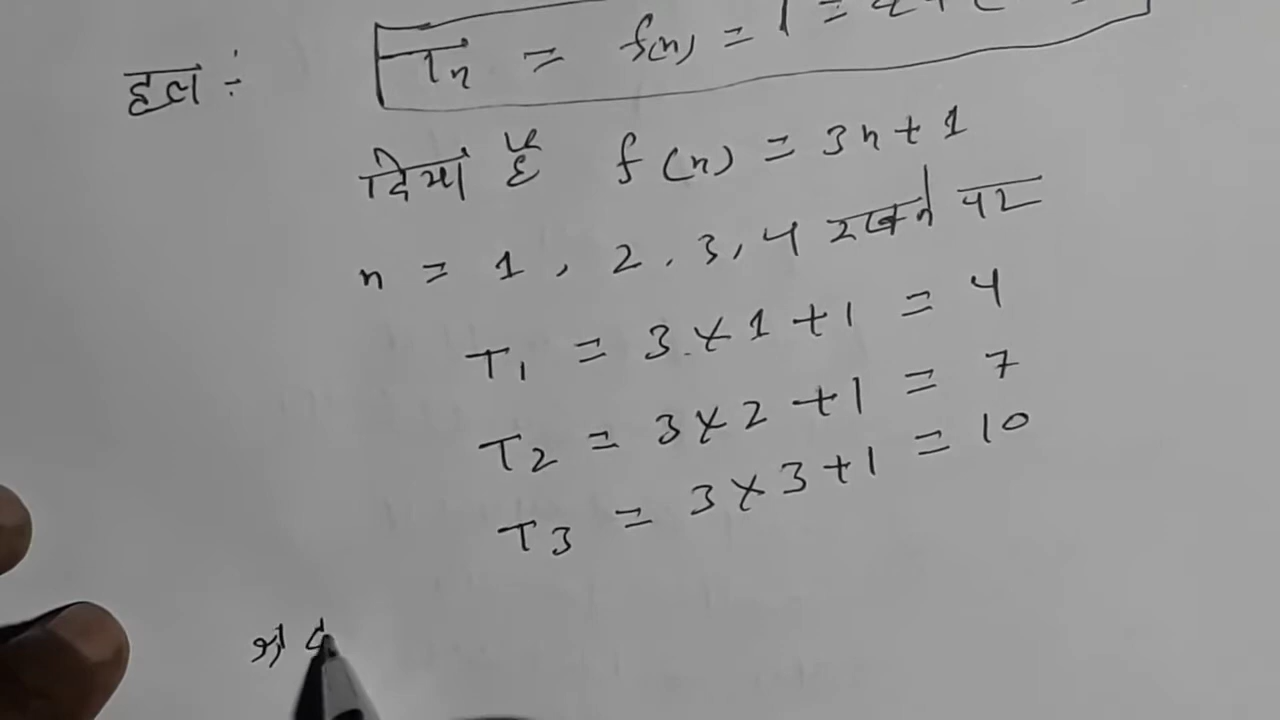 हल :-
Tn = f(n) = l =
दिया है f(n) = 3n + 1
n = 1, 2, 3, 4 रखने पर
T1 = 3 × 1 + 1 = 4
T2 = 3 × 2 + 1 = 7
T3 = 3 × 3 + 1 = 10